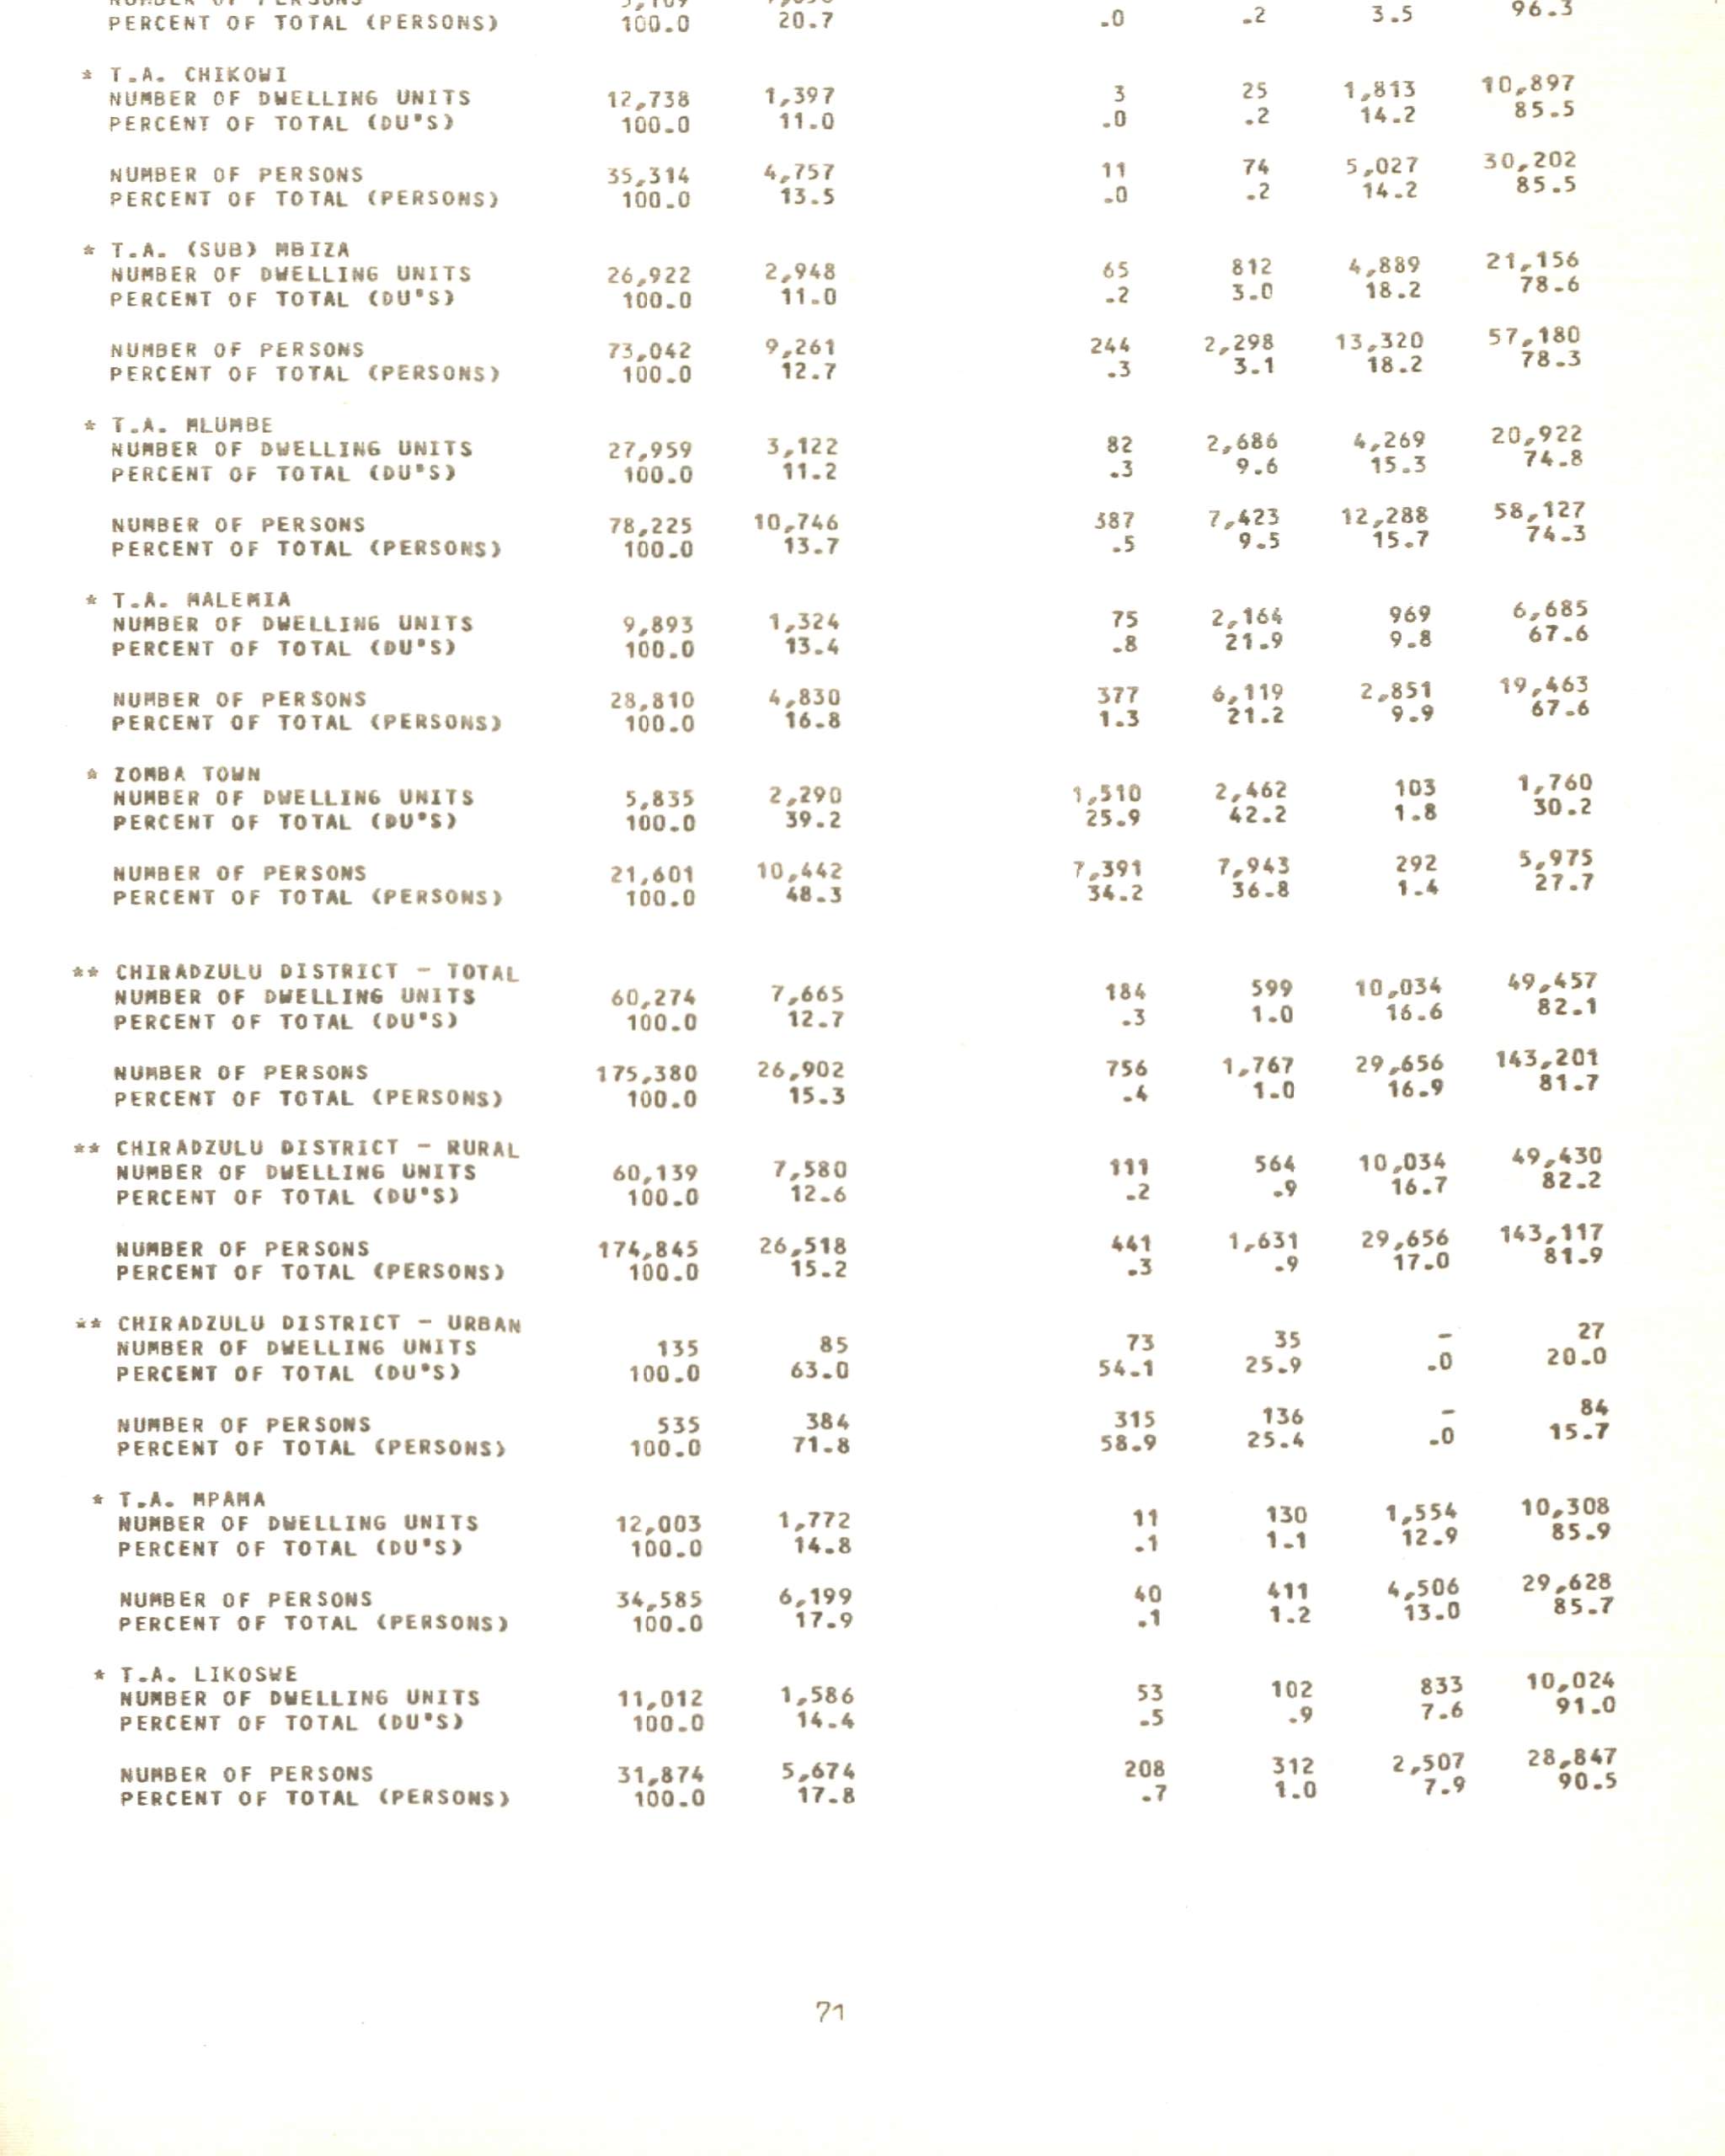 PERCENT OF TOTAL (PERSONS) 100.0 20.7 .0 .2 3.5 96.3
* T.A. CHIKOWI
NUMBER OF DWELLING UNITS 12,738 1,397 3 25 1,813 10,897
PERCENT OF TOTAL (DU'S) 100.0 11.0 .0 .2 14.2 85.5
NUMBER OF PERSONS 35,314 4,757 11 74 5,027 30,202
PERCENT OF TOTAL (PERSONS) 100.0 13.5 .0 .2 14.2 85.5
* T.A. (SUB) MBIZA
NUMBER OF DWELLING UNITS 26,922 2,948 65 812 4,889 21,156
PERCENT OF TOTAL (DU'S) 100.0 11.0 .2 3.0 18.2 78.6
NUMBER OF PERSONS 73,042 9,261 244 2,298 13,320 57,180
PERCENT OF TOTAL (PERSONS) 100.0 12.7 .3 3.1 18.2 78.3
* T.A. MLUMBE
NUMBER OF DWELLING UNITS 27,959 3,122 82 2,686 4,269 20,922
PERCENT OF TOTAL (DU'S) 100.0 11.2 .3 9.6 15.3 74.8
NUMBER OF PERSONS 78,225 10,746 387 7,423 12,288 58,127
PERCENT OF TOTAL (PERSONS) 100.0 13.7 .5 9.5 15.7 74.3
* T.A. MALEMIA
NUMBER OF DWELLING UNITS 9,893 1,324 75 2,164 969 6,685
PERCENT OF TOTAL (DU'S) 100.0 13.4 .8 21.9 9.8 67.6
NUMBER OF PERSONS 28,810 4,830 377 6,119 2,851 19,463
PERCENT OF TOTAL (PERSONS) 100.0 16.8 1.3 21.2 9.9 67.6
* ZOMBA TOWN
NUMBER OF DWELLING UNITS 5,835 2,290 1,510 2,462 103 1,760
PERCENT OF TOTAL (DU'S) 100.0 39.2 25.9 42.2 1.8 30.2
NUMBER OF PERSONS 21,601 10,442 7,391 7,943 292 5,975
PERCENT OF TOTAL (PERSONS) 100.0 48.3 34.2 36.8 1.4 27.7
** CHIRADZULU DISTRICT - TOTAL
NUMBER OF DWELLING UNITS 60,274 7,665 184 599 10,034 49,457
PERCENT OF TOTAL (DU'S) 100.0 12.7 .3 1.0 16.6 82.1
NUMBER OF PERSONS 175,380 26,902 756 1,767 29,656 143,201
PERCENT OF TOTAL (PERSONS) 100.0 15.3 .4 1.0 16.9 81.7
** CHIRADZULU DISTRICT - RURAL
NUMBER OF DWELLING UNITS 60,139 7,580 111 564 10,034 49,430
PERCENT OF TOTAL (DU'S) 100.0 12.6 .2 .9 16.7 82.2
NUMBER OF PERSONS 174,845 26,518 441 1,631 29,656 143,117
PERCENT OF TOTAL (PERSONS) 100.0 15.2 .3 .9 17.0 81.9
** CHIRADZULU DISTRICT - URBAN
NUMBER OF DWELLING UNITS 135 85 73 35 - 27
PERCENT OF TOTAL (DU'S) 100.0 63.0 54.1 25.9 .0 20.0
NUMBER OF PERSONS 535 384 315 136 - 84
PERCENT OF TOTAL (PERSONS) 100.0 71.8 58.9 25.4 .0 15.7
* T.A. MPAMA
NUMBER OF DWELLING UNITS 12,003 1,772 11 130 1,554 10,308
PERCENT OF TOTAL (DU'S) 100.0 14.8 .1 1.1 12.9 85.9
NUMBER OF PERSONS 34,585 6,199 40 411 4,506 29,628
PERCENT OF TOTAL (PERSONS) 100.0 17.9 .1 1.2 13.0 85.7
* T.A. LIKOSWE
NUMBER OF DWELLING UNITS 11,012 1,586 53 102 833 10,024
PERCENT OF TOTAL (DU'S) 100.0 14.4 .5 .9 7.6 91.0
NUMBER OF PERSONS 31,874 5,674 208 312 2,507 28,847
PERCENT OF TOTAL (PERSONS) 100.0 17.8 .7 1.0 7.9 90.5
71